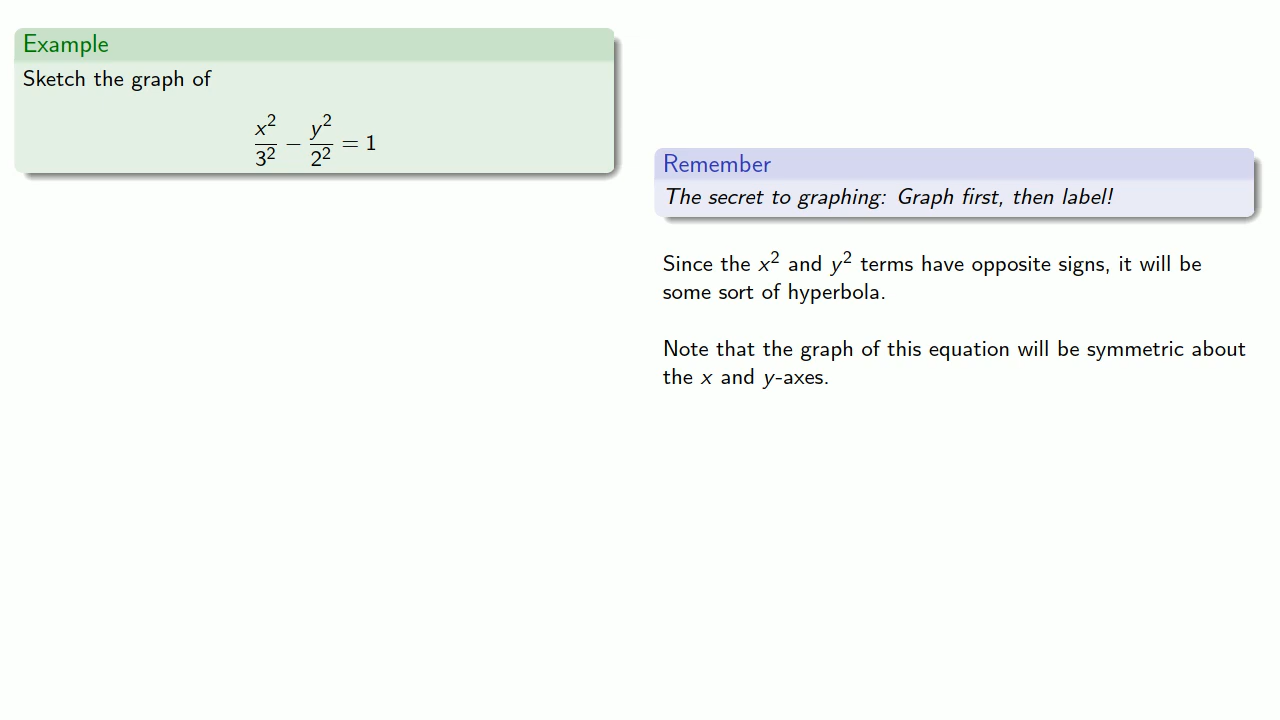 Example
Sketch the graph of
x²/3² − y²/2² = 1
Remember
The secret to graphing: Graph first, then label!
Since the x² and y² terms have opposite signs, it will be
some sort of hyperbola.
Note that the graph of this equation will be symmetric about
the x and y-axes.